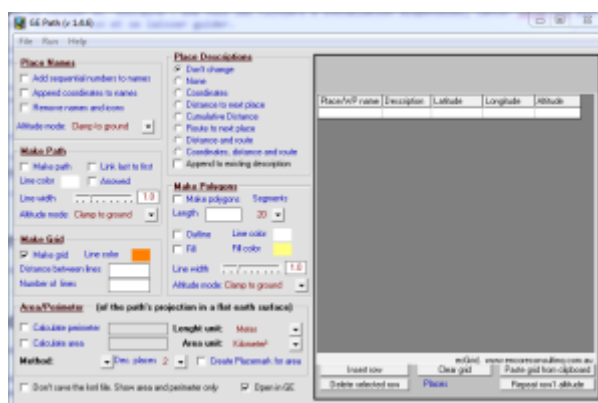 GE Path (v 1.4.6)
File Run Help
Place Names
Add sequential numbers to names
Append coordinates to names
Remove names and icons
Altitude mode: Clamp to ground
Place Descriptions
Don't change
None
Coordinates
Distance to next place
Cumulative Distance
Route to next place
Distance and route
Coordinates, distance and route
Append to existing description
Make Path
Make path Link last to first
Line color Arrowed
Line width 1.0
Altitude mode: Clamp to ground
Make Polygons
Make polygons Segments
Length 20
Outline Line color
Fill Fill color
Line width 1.0
Altitude mode: Clamp to ground
Make Grid
Make grid Line color
Distance between lines
Number of lines
Area/Perimeter (of the path's projection in a flat earth surface)
Calculate perimeter Lenght unit: Metes
Calculate area Area unit: Kilometer²
Method: Dec. places 2 Create Placemark for area
Don't save the kml file. Show area and perimeter only Open in GE
Place/WP name Description Latitude Longitude Altitude
Insert row Clear grid Paste grid from clipboard
Delete selected row Places Repeat row1 altitude